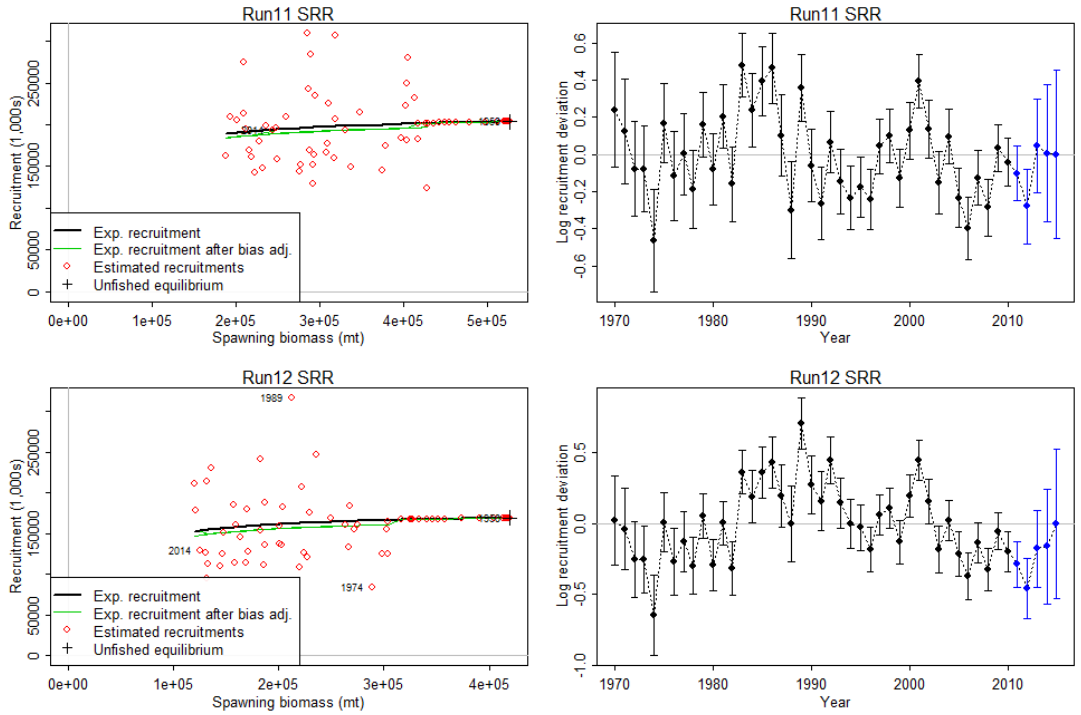 Run11 SRR
Recruitment (1,000s)
0 50000 150000 250000
2014
1952
Exp. recruitment
Exp. recruitment after bias adj.
Estimated recruitments
Unfished equilibrium
0e+00 1e+05 2e+05 3e+05 4e+05 5e+05
Spawning biomass (mt)
Run11 SRR
Log recruitment deviation
-0.6 -0.4 -0.2 0.0 0.2 0.4 0.6
1970 1980 1990 2000 2010
Year
Run12 SRR
Recruitment (1,000s)
0 50000 150000 250000
1989
2014
1974
Exp. recruitment
Exp. recruitment after bias adj.
Estimated recruitments
Unfished equilibrium
0e+00 1e+05 2e+05 3e+05 4e+05
Spawning biomass (mt)
Run12 SRR
Log recruitment deviation
-1.0 -0.5 0.0 0.5
1970 1980 1990 2000 2010
Year